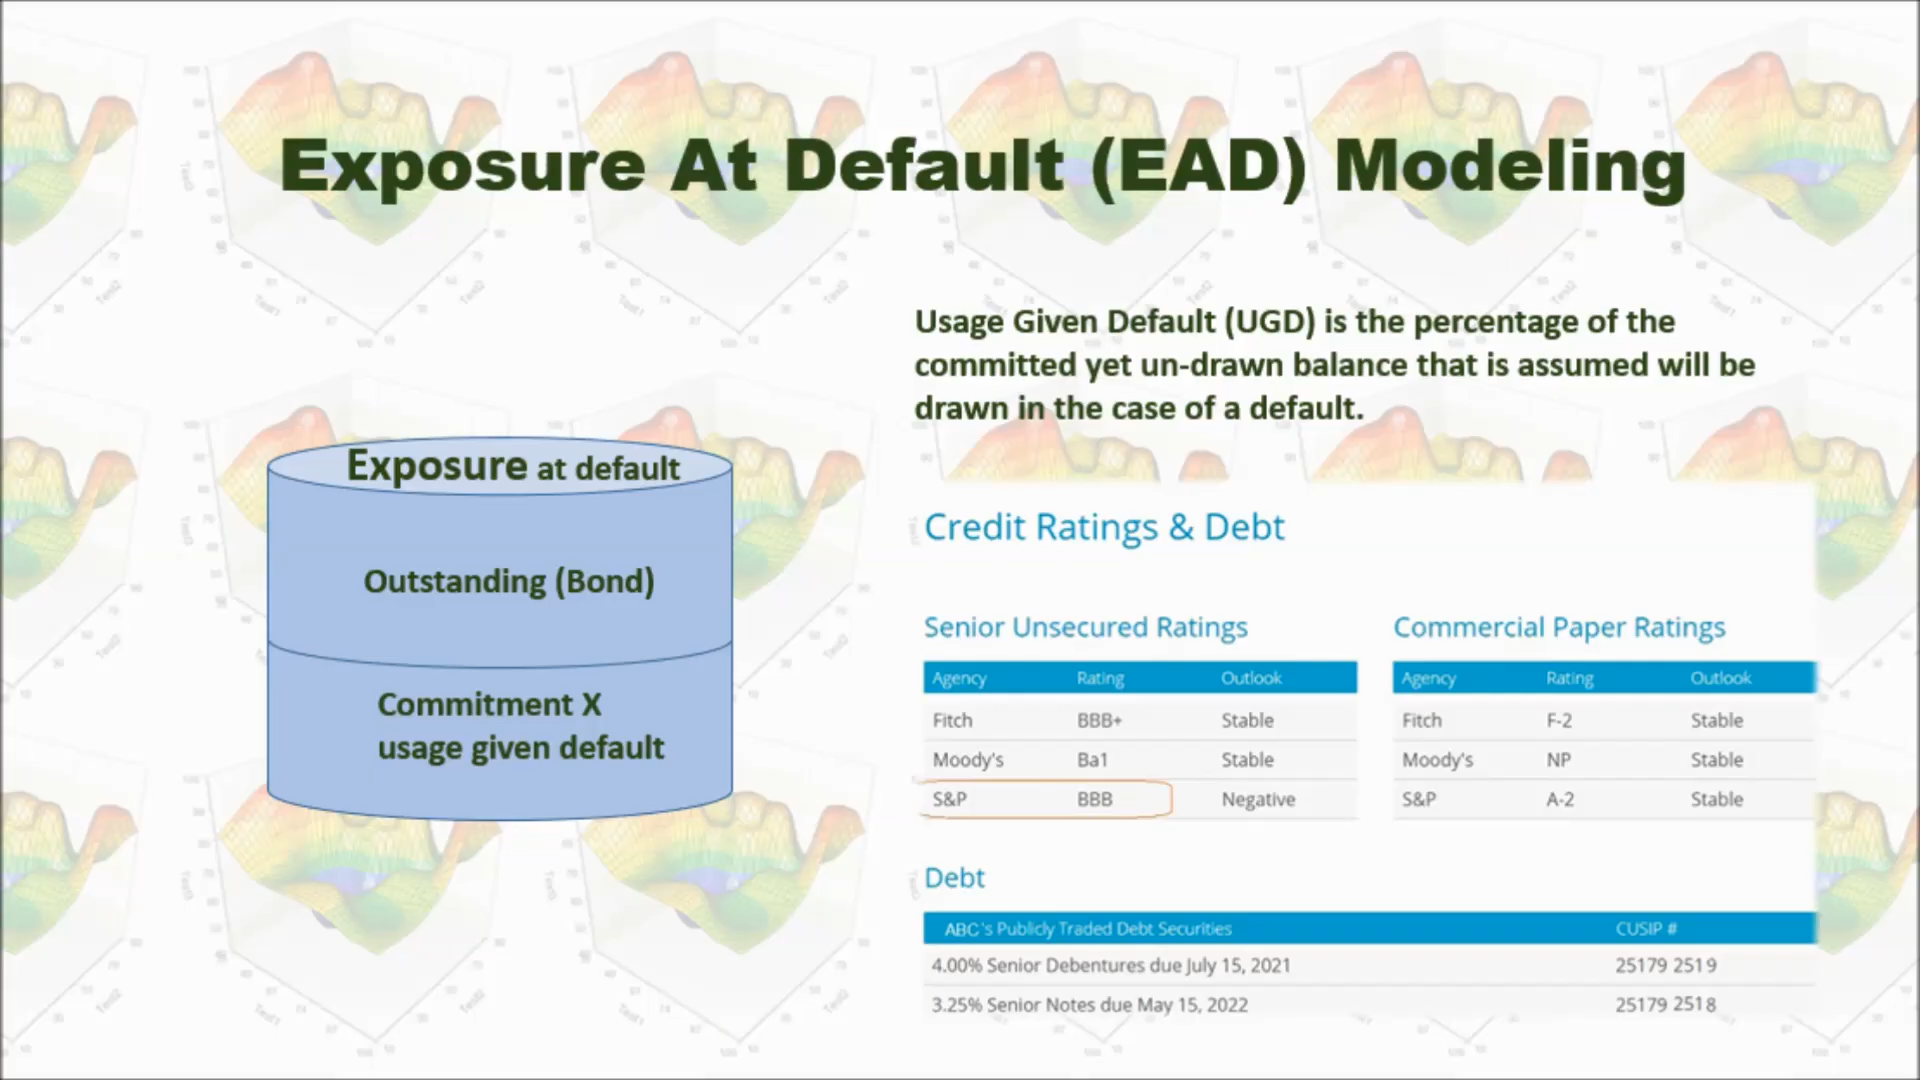 Exposure At Default (EAD) Modeling
Usage Given Default (UGD) is the percentage of the
committed yet un-drawn balance that is assumed will be
drawn in the case of a default.
Exposure at default
Outstanding (Bond)
Commitment X
usage given default
Credit Ratings & Debt
Senior Unsecured Ratings
Agency Rating Outlook
Fitch BBB+ Stable
Moody's Ba1 Stable
S&P BBB Negative
Commercial Paper Ratings
Agency Rating Outlook
Fitch F-2 Stable
Moody's NP Stable
S&P A-2 Stable
Debt
ABC's Publicly Traded Debt Securities CUSIP #
4.00% Senior Debentures due July 15, 2021 25179 2519
3.25% Senior Notes due May 15, 2022 25179 2518